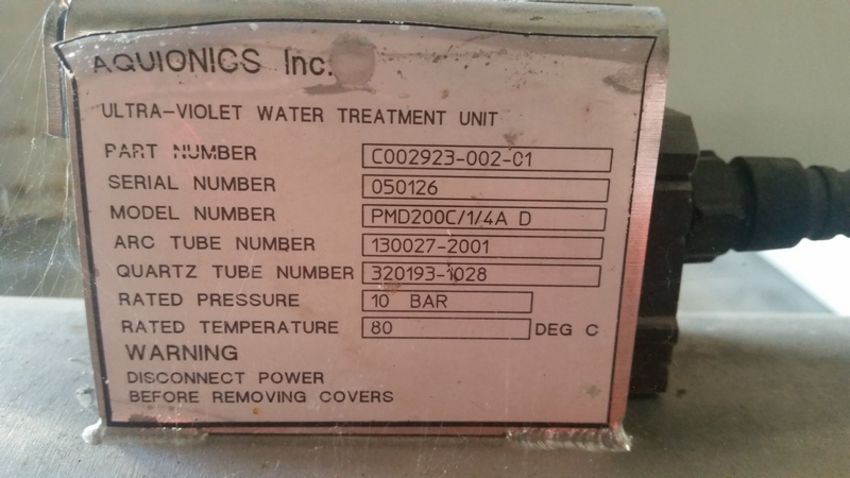 AQUIONICS Inc.
ULTRA-VIOLET WATER TREATMENT UNIT
PART NUMBER C002923-002-01
SERIAL NUMBER 050126
MODEL NUMBER PMD200C/1/4A D
ARC TUBE NUMBER 130027-2001
QUARTZ TUBE NUMBER 320193-1028
RATED PRESSURE 10 BAR
RATED TEMPERATURE 80 DEG C
WARNING
DISCONNECT POWER
BEFORE REMOVING COVERS